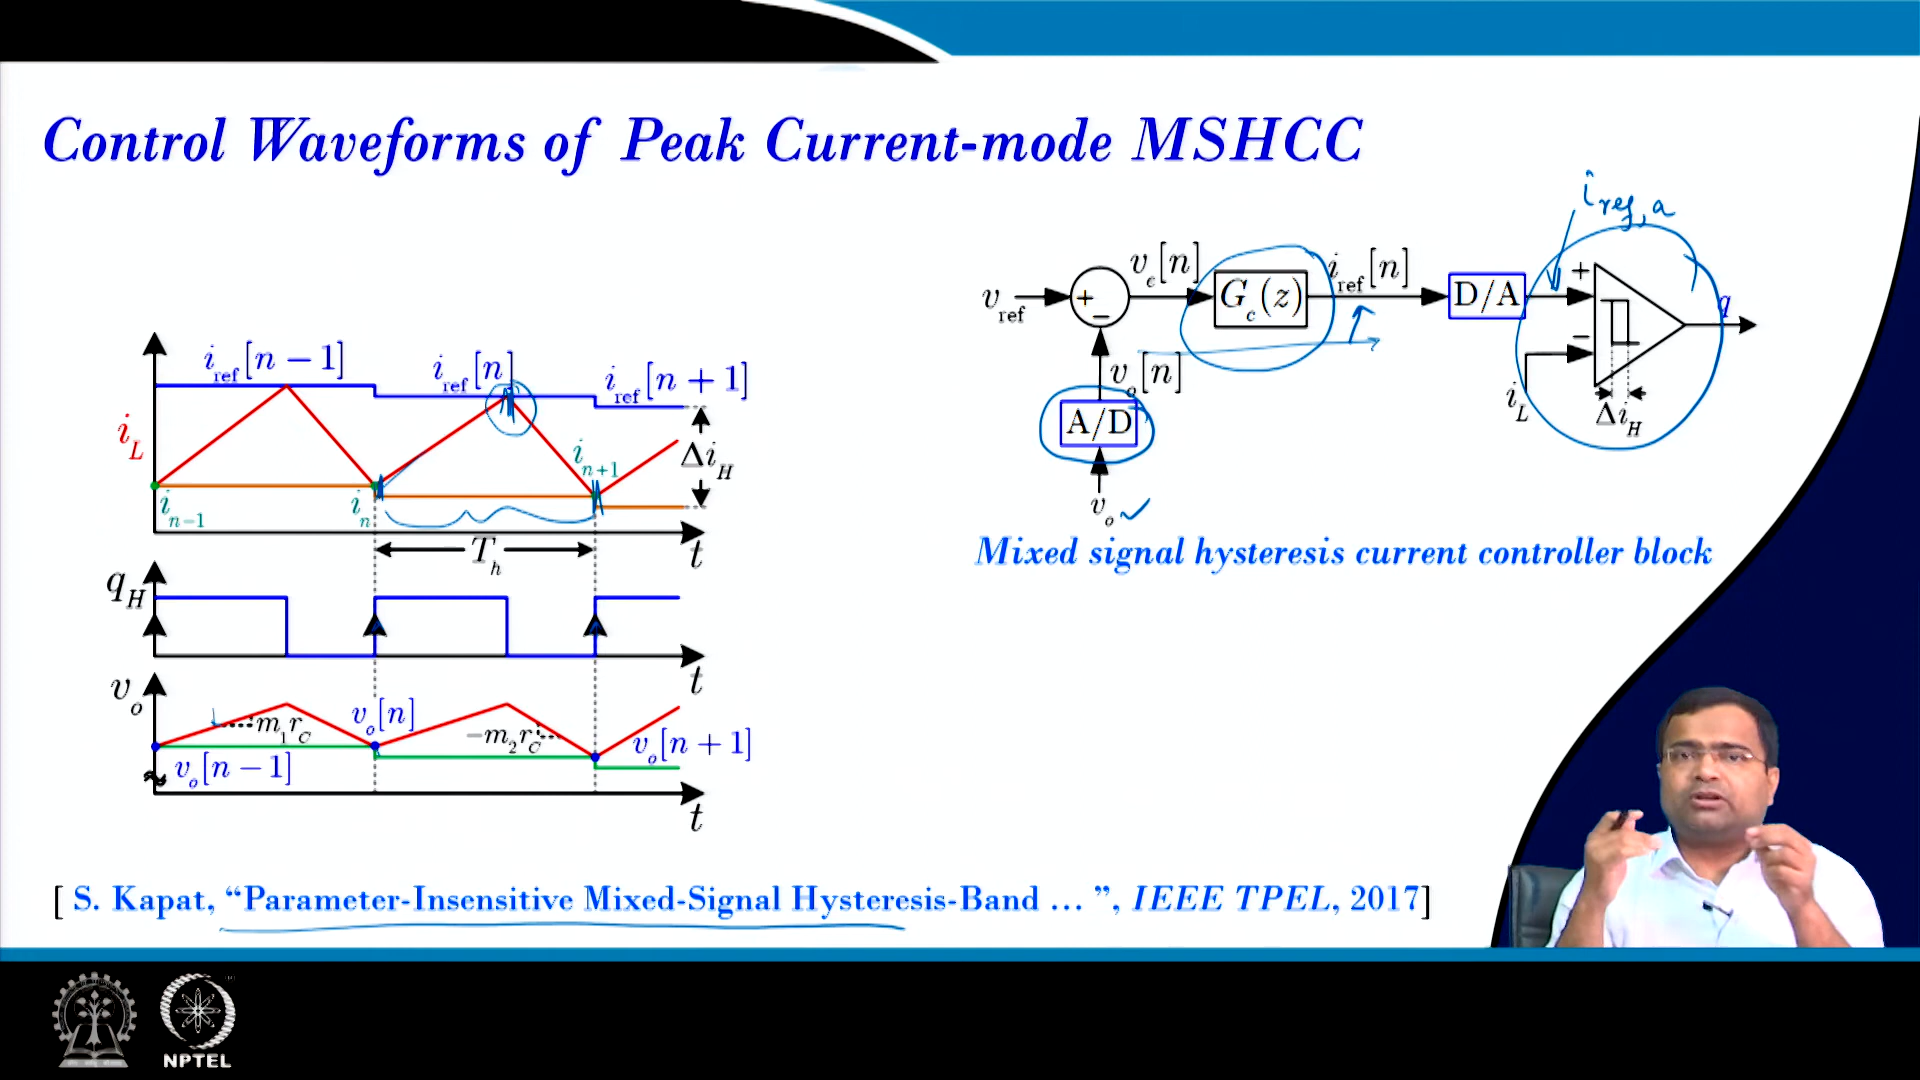 Control Waveforms of Peak Current-mode MSHCC
i_ref,a
v_ref
+
−
v_e[n]
G_c(z)
i_ref[n]
D/A
+
−
q
v_o[n]
A/D
v_o
i_L
Δi_H
Mixed signal hysteresis current controller block
i_ref[n − 1]
i_ref[n]
i_ref[n + 1]
i_L
i_n−1
i_n
i_n+1
Δi_H
T_h
t
q_H
t
v_o
m_1r_C
v_o[n]
−m_2r_C
v_o[n + 1]
v_o[n−1]
t
[ S. Kapat, “Parameter-Insensitive Mixed-Signal Hysteresis-Band ... ”, IEEE TPEL, 2017]
NPTEL